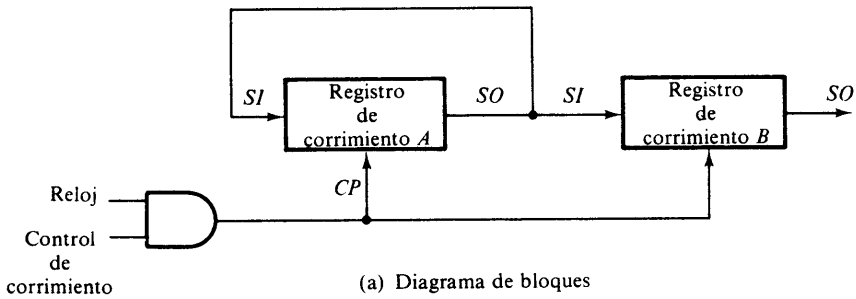 SI
Registro
de
corrimiento A
SO
SI
Registro
de
corrimiento B
SO
CP
Reloj
Control
de
corrimiento
(a) Diagrama de bloques